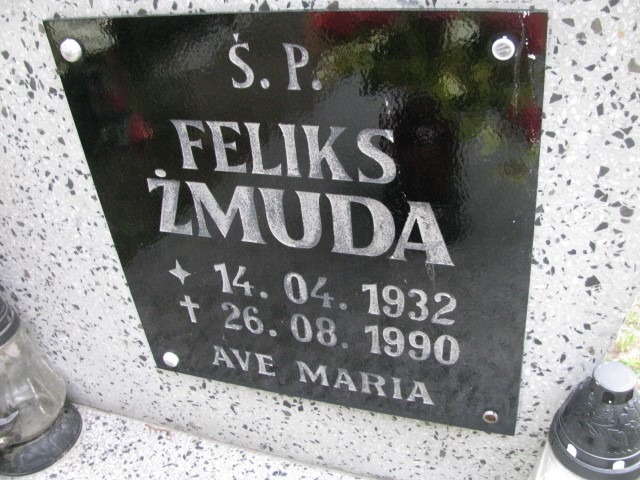 Ś. P.
FELIKS
ŻMUDA
14. 04. 1932
26. 08. 1990
AVE MARIA